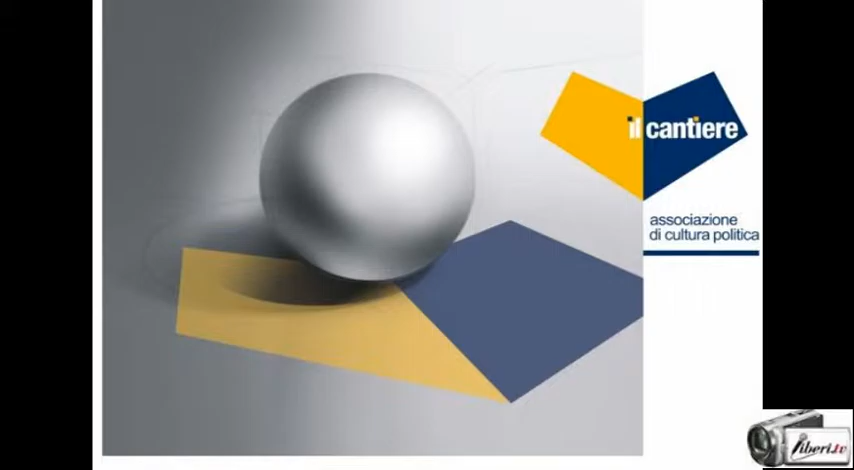 il cantiere
associazione
di cultura politica
liberi.tv